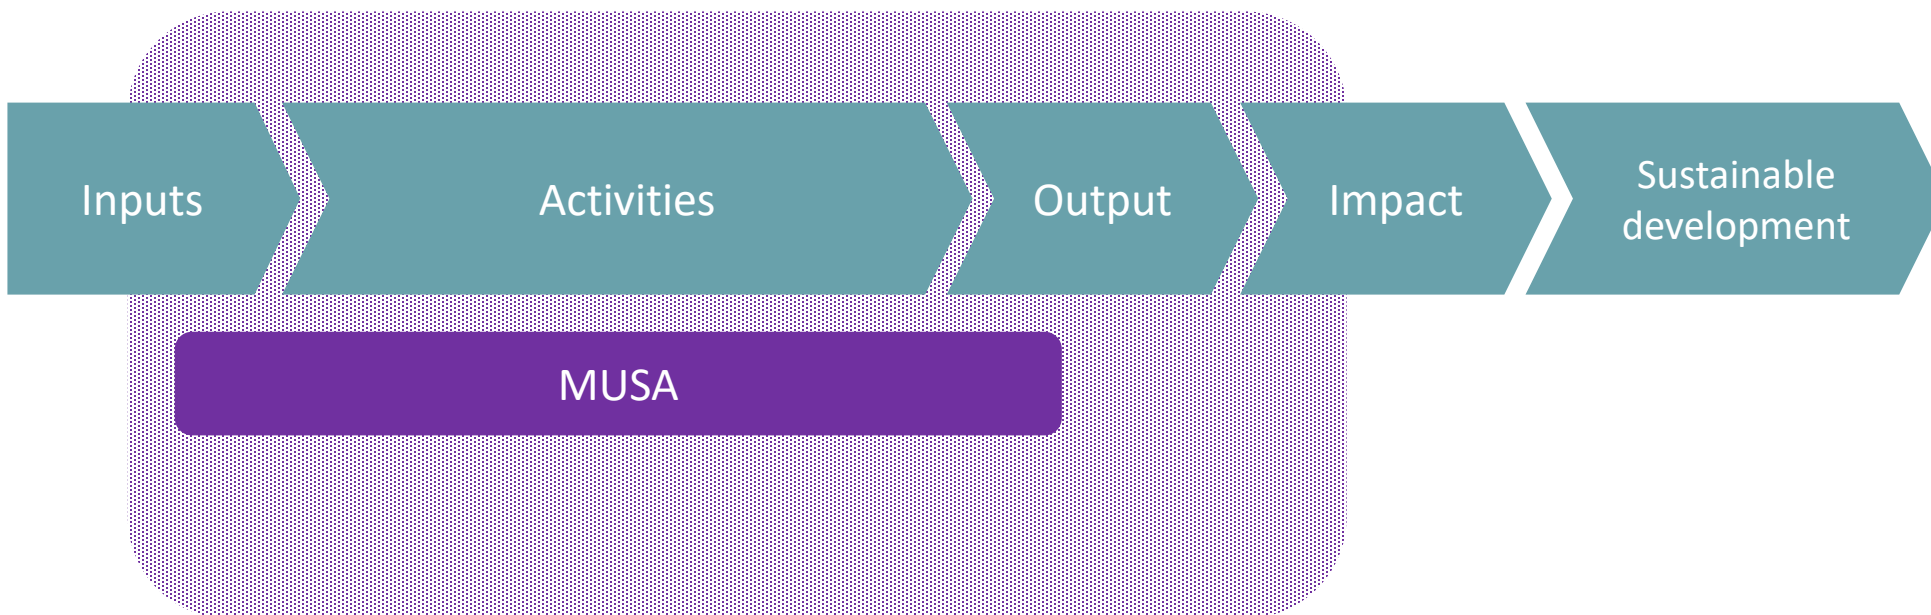 Inputs
Activities
Output
Impact
Sustainable
development
MUSA